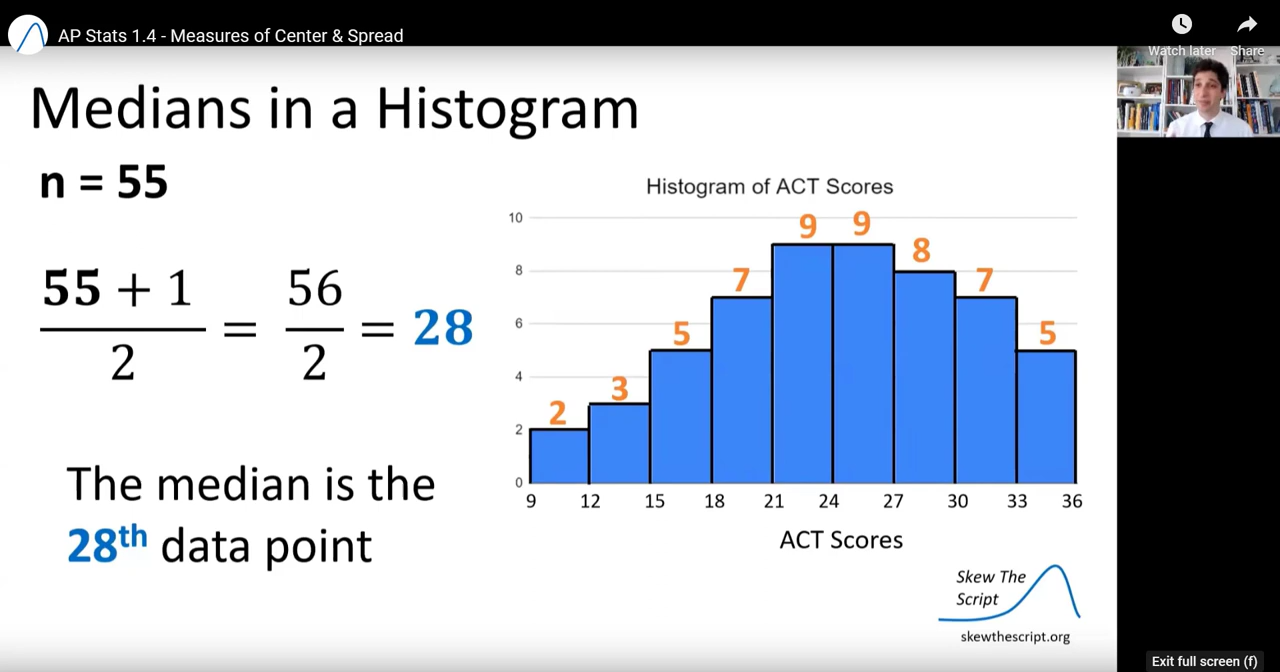 AP Stats 1.4 - Measures of Center & Spread
Watch later
Share
Medians in a Histogram
n = 55
55 + 1
2
=
56
2
= 28
The median is the
28th data point
Histogram of ACT Scores
10
8
6
4
2
0
2
3
5
7
9
9
8
7
5
9 12 15 18 21 24 27 30 33 36
ACT Scores
Skew The
Script
skewthescript.org
Exit full screen (f)